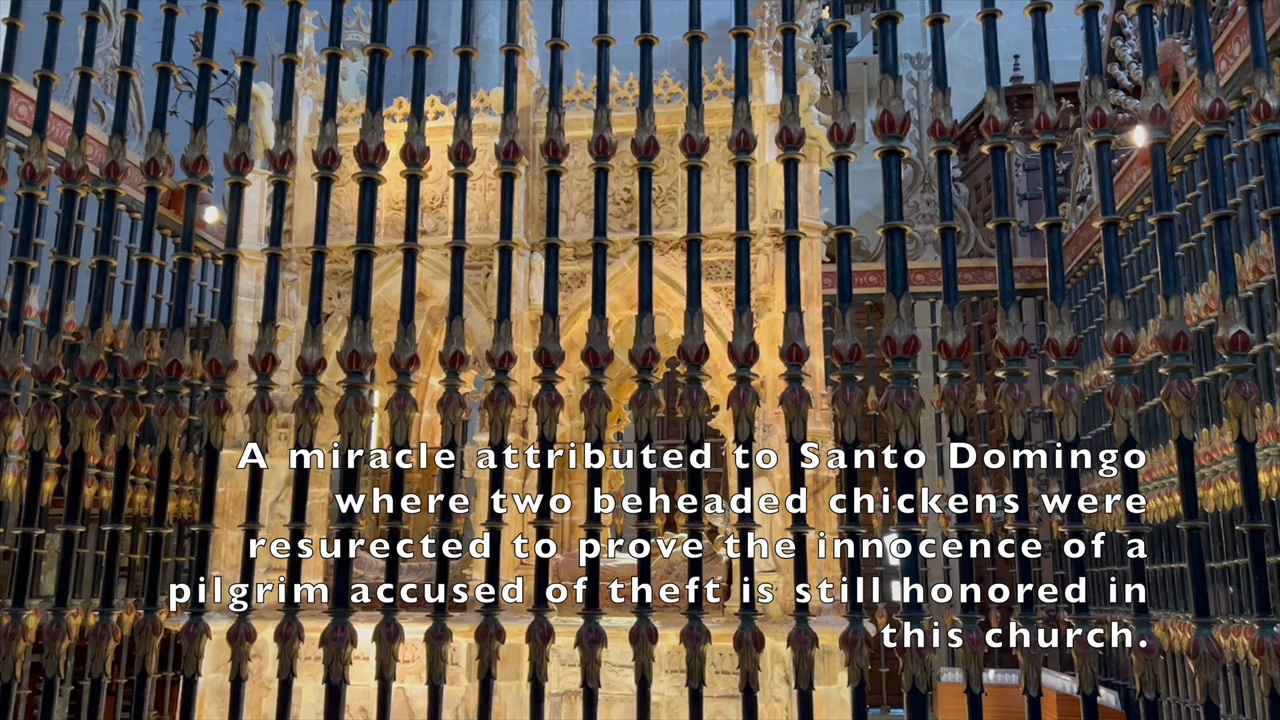 A miracle attributed to Santo Domingo
where two beheaded chickens were
resurected to prove the innocence of a
pilgrim accused of theft is still honored in
this church.